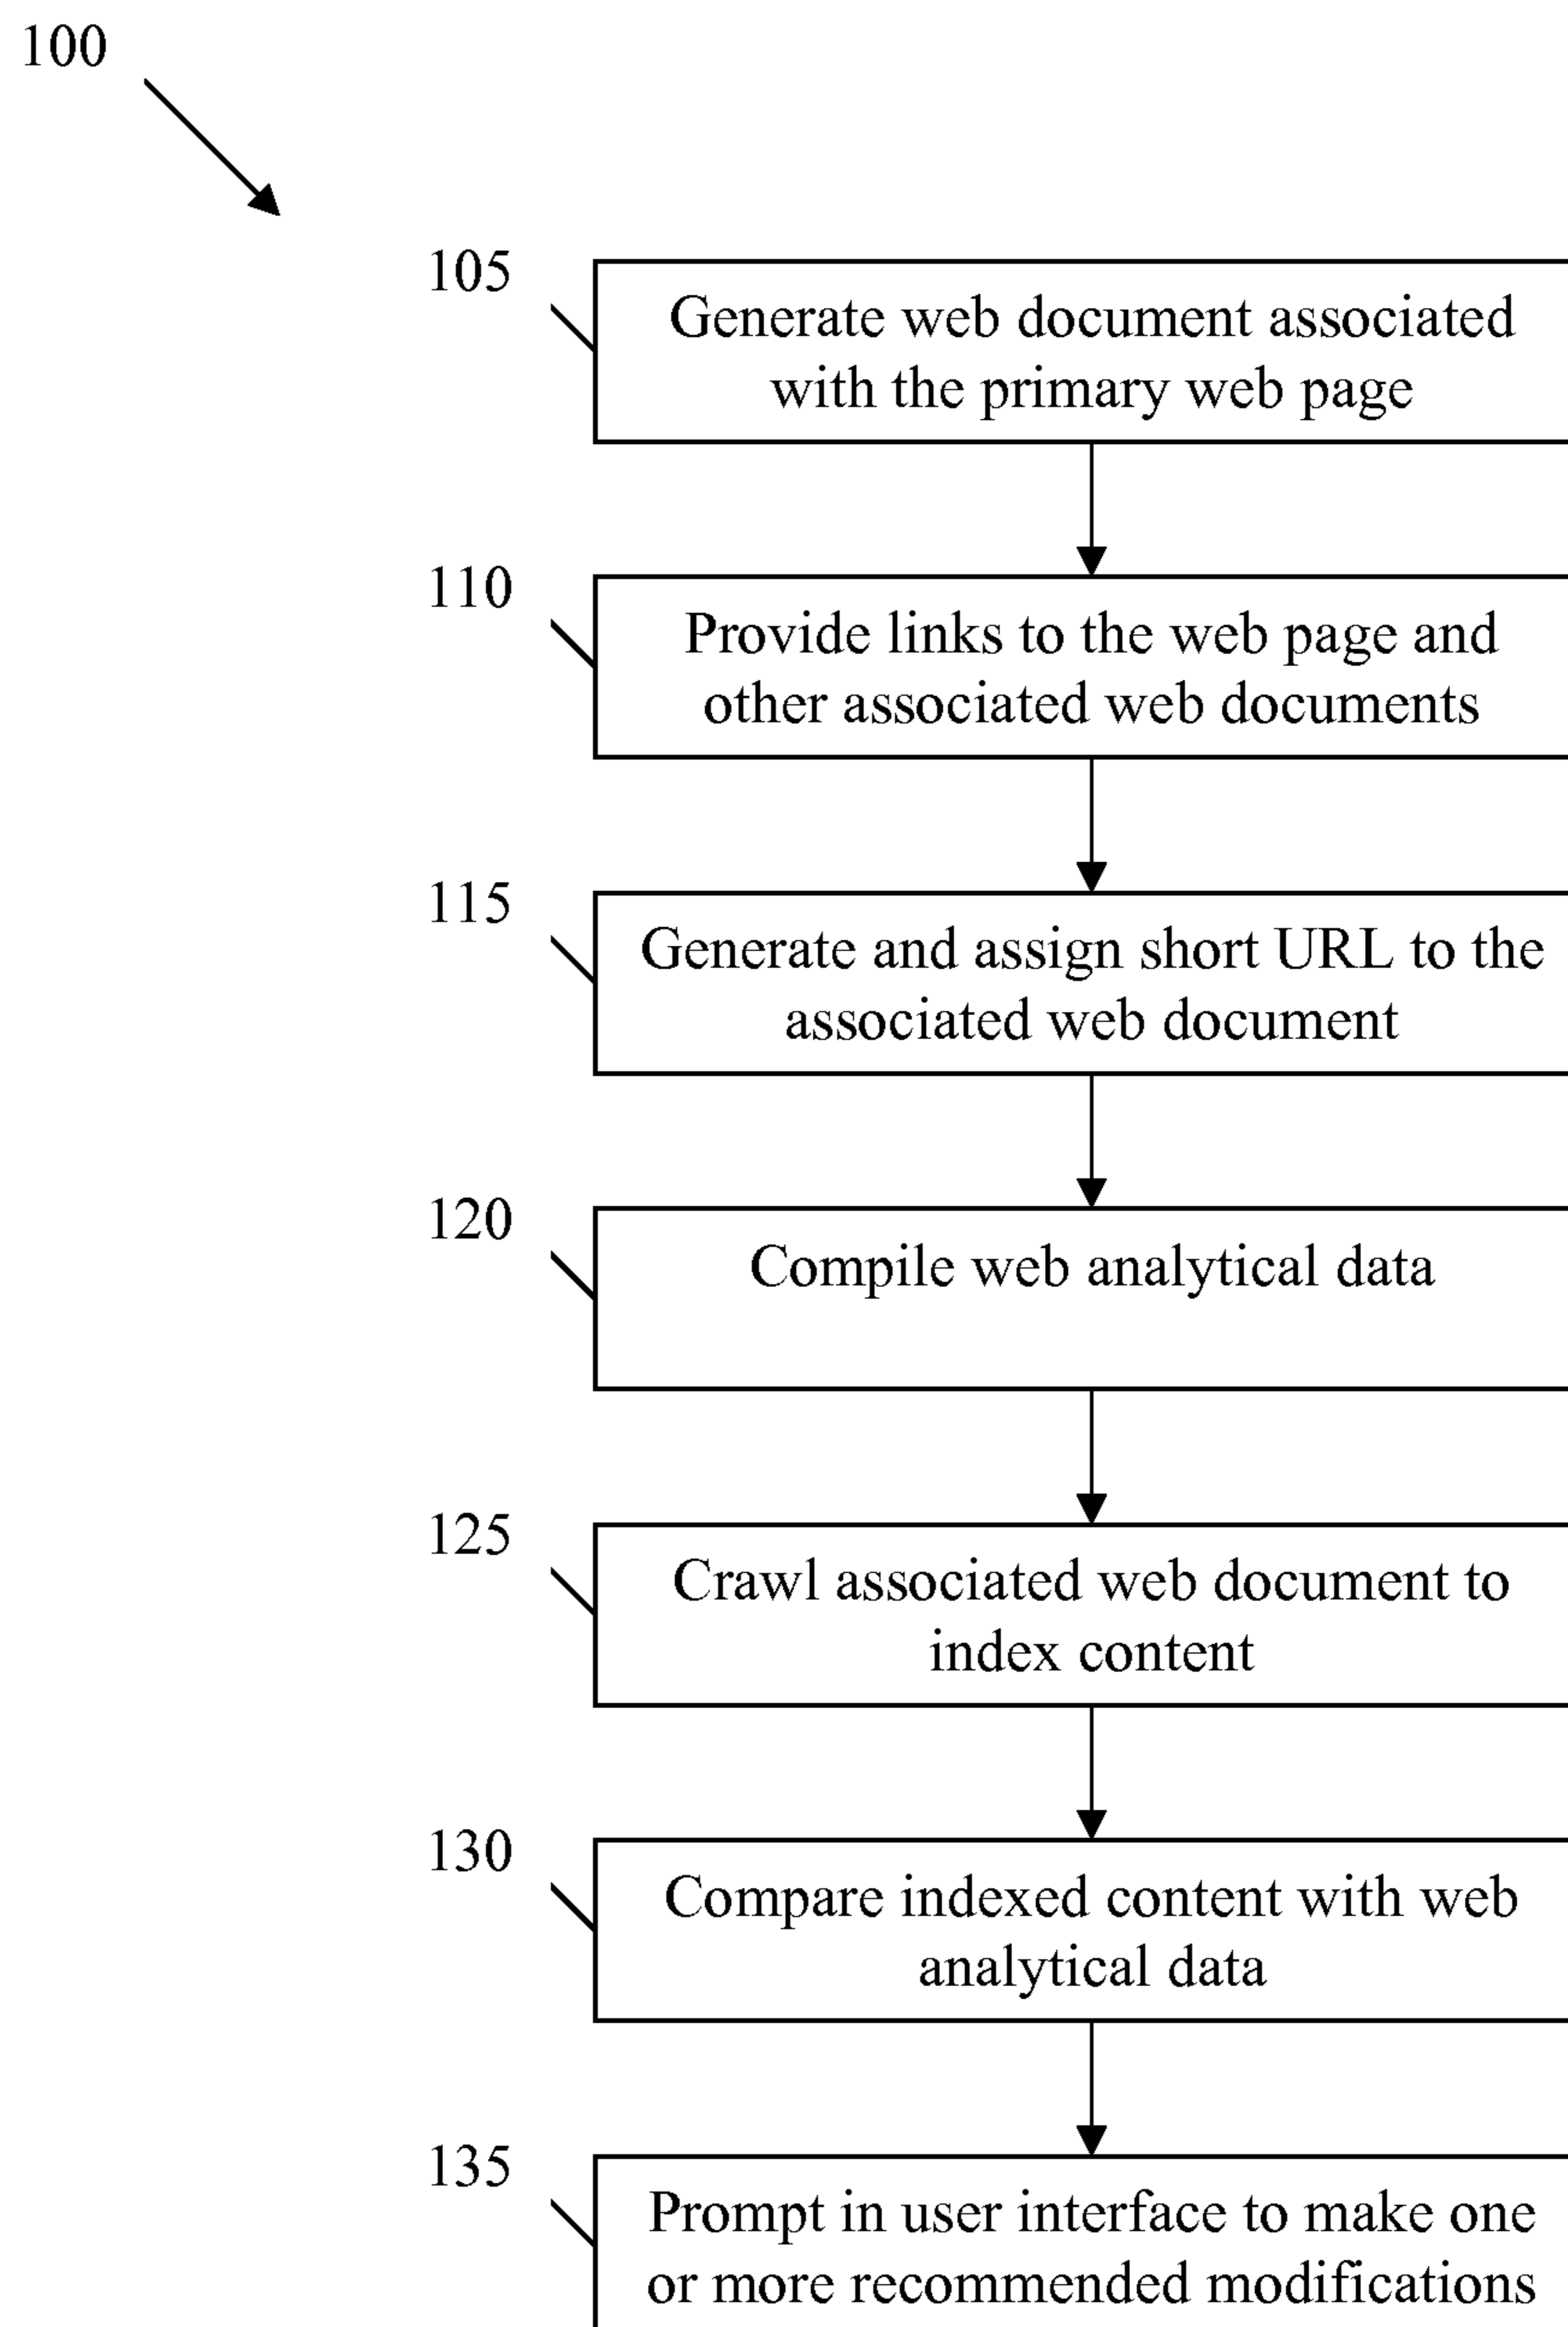 100
105
Generate web document associated
with the primary web page
110
Provide links to the web page and
other associated web documents
115
Generate and assign short URL to the
associated web document
120
Compile web analytical data
125
Crawl associated web document to
index content
130
Compare indexed content with web
analytical data
135
Prompt in user interface to make one
or more recommended modifications